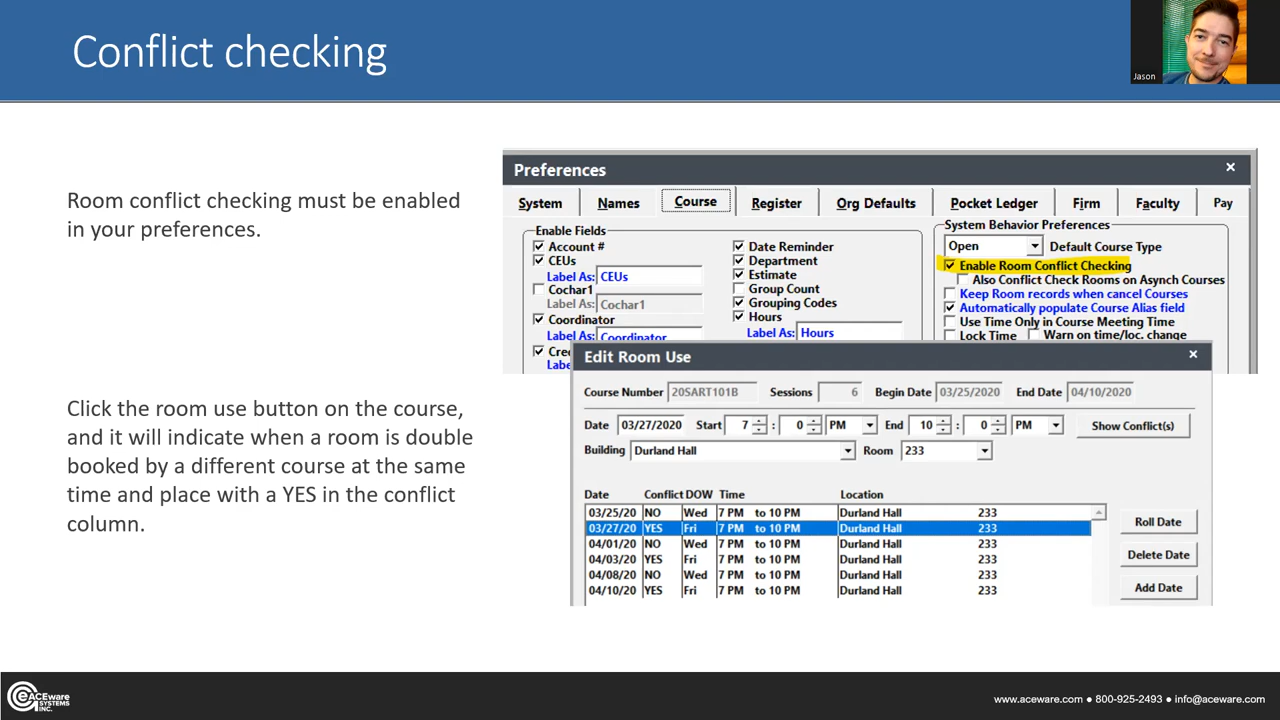 Conflict checking
Jason
Room conflict checking must be enabled
in your preferences.
Click the room use button on the course,
and it will indicate when a room is double
booked by a different course at the same
time and place with a YES in the conflict
column.
Preferences ×
System Names Course Register Org Defaults Pocket Ledger Firm Faculty Pay
Enable Fields
Account #
CEUs
Label As: CEUs
Cochar1
Label As: Cochar1
Coordinator
Label As: Coordinator
Date Reminder
Department
Estimate
Group Count
Grouping Codes
Hours
Label As: Hours
System Behavior Preferences
Open Default Course Type
Enable Room Conflict Checking
Also Conflict Check Rooms on Asynch Courses
Keep Room records when cancel Courses
Automatically populate Course Alias field
Use Time Only in Course Meeting Time
Lock Time Warn on time/loc. change
Edit Room Use ×
Course Number 20SART101B Sessions 6 Begin Date 03/25/2020 End Date 04/10/2020
Date 03/27/2020 Start 7 : 0 PM End 10 : 0 PM Show Conflict(s)
Building Durland Hall Room 233
Date Conflict DOW Time Location
03/25/20 NO Wed 7 PM to 10 PM Durland Hall 233
03/27/20 YES Fri 7 PM to 10 PM Durland Hall 233
04/01/20 NO Wed 7 PM to 10 PM Durland Hall 233
04/03/20 YES Fri 7 PM to 10 PM Durland Hall 233
04/08/20 NO Wed 7 PM to 10 PM Durland Hall 233
04/10/20 YES Fri 7 PM to 10 PM Durland Hall 233
Roll Date
Delete Date
Add Date
ACEware
SYSTEMS
INC.
www.aceware.com ● 800-925-2493 ● info@aceware.com